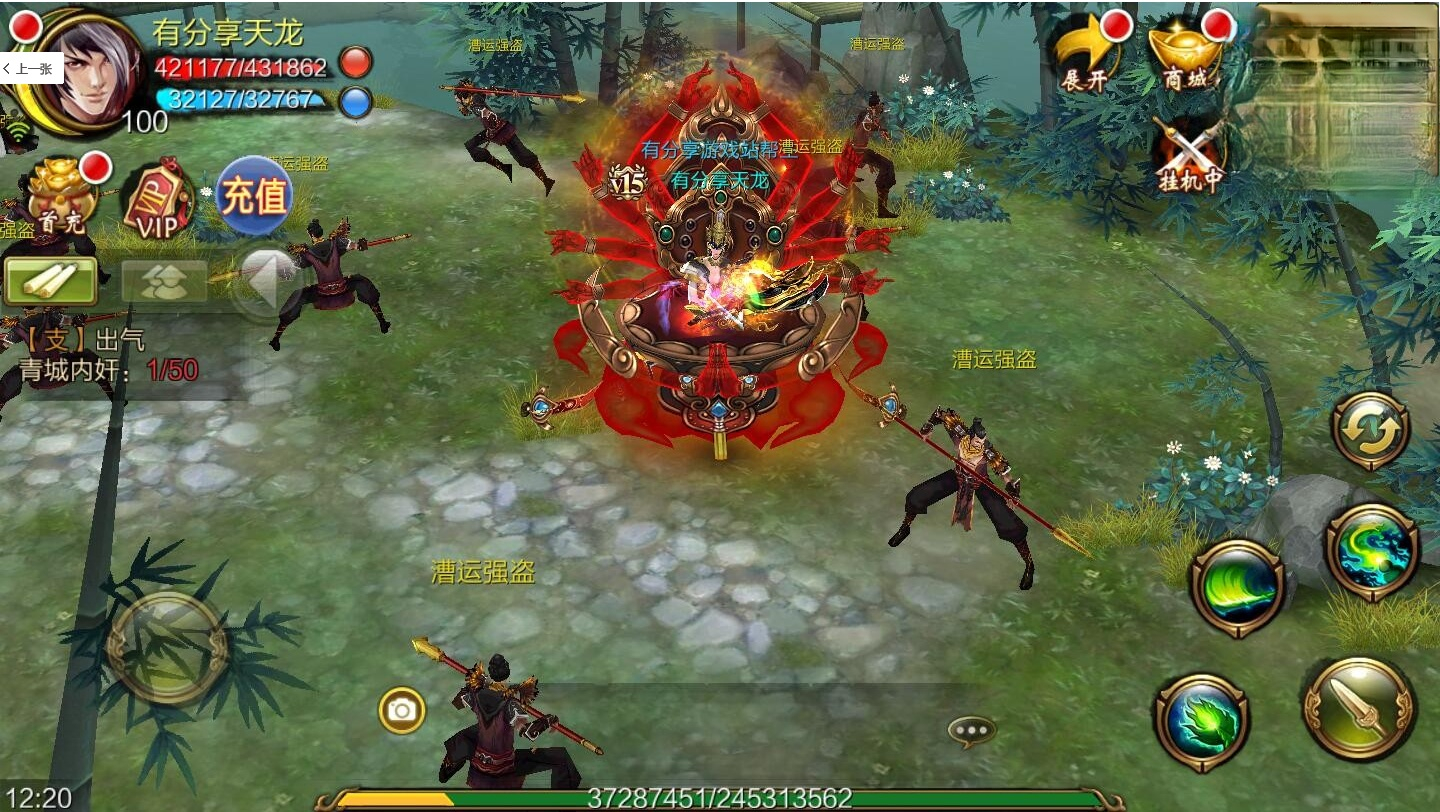 有分享天龙
421177/431862
く上一张
32127/32767
100
展开
商城
挂机中
漕运强盗
漕运强盗
有分享游戏站帮主
漕运强盗
v15
有分享天龙
运强盗
强盗
首充
VIP
VIP
充值
【支】出气
青城内奸：1/50
漕运强盗
漕运强盗
12:20
37287451/245313562